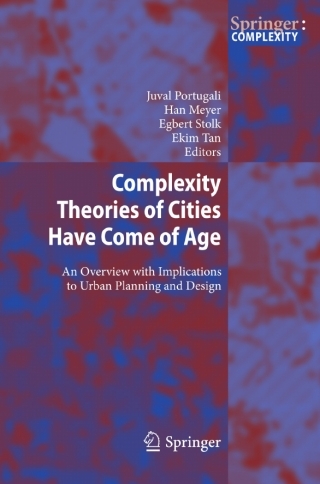 Springer:
COMPLEXITY
Juval Portugali
Han Meyer
Egbert Stolk
Ekim Tan
Editors
Complexity
Theories of Cities
Have Come of Age
An Overview with Implications
to Urban Planning and Design
Springer